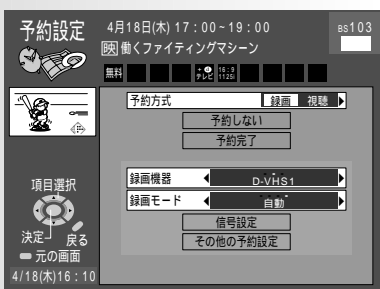 予約設定
4月18日(木) 17：00~19：00
BS103
映 働くファイティングマシーン
無料
+d テレビ
16:9 1125i
予約方式 録画 視聴
予約しない
予約完了
録画機器 D-VHS1
録画モード 自動
信号設定
その他の予約設定
項目選択
決定 戻る
元の画面
4/18(木)16：10